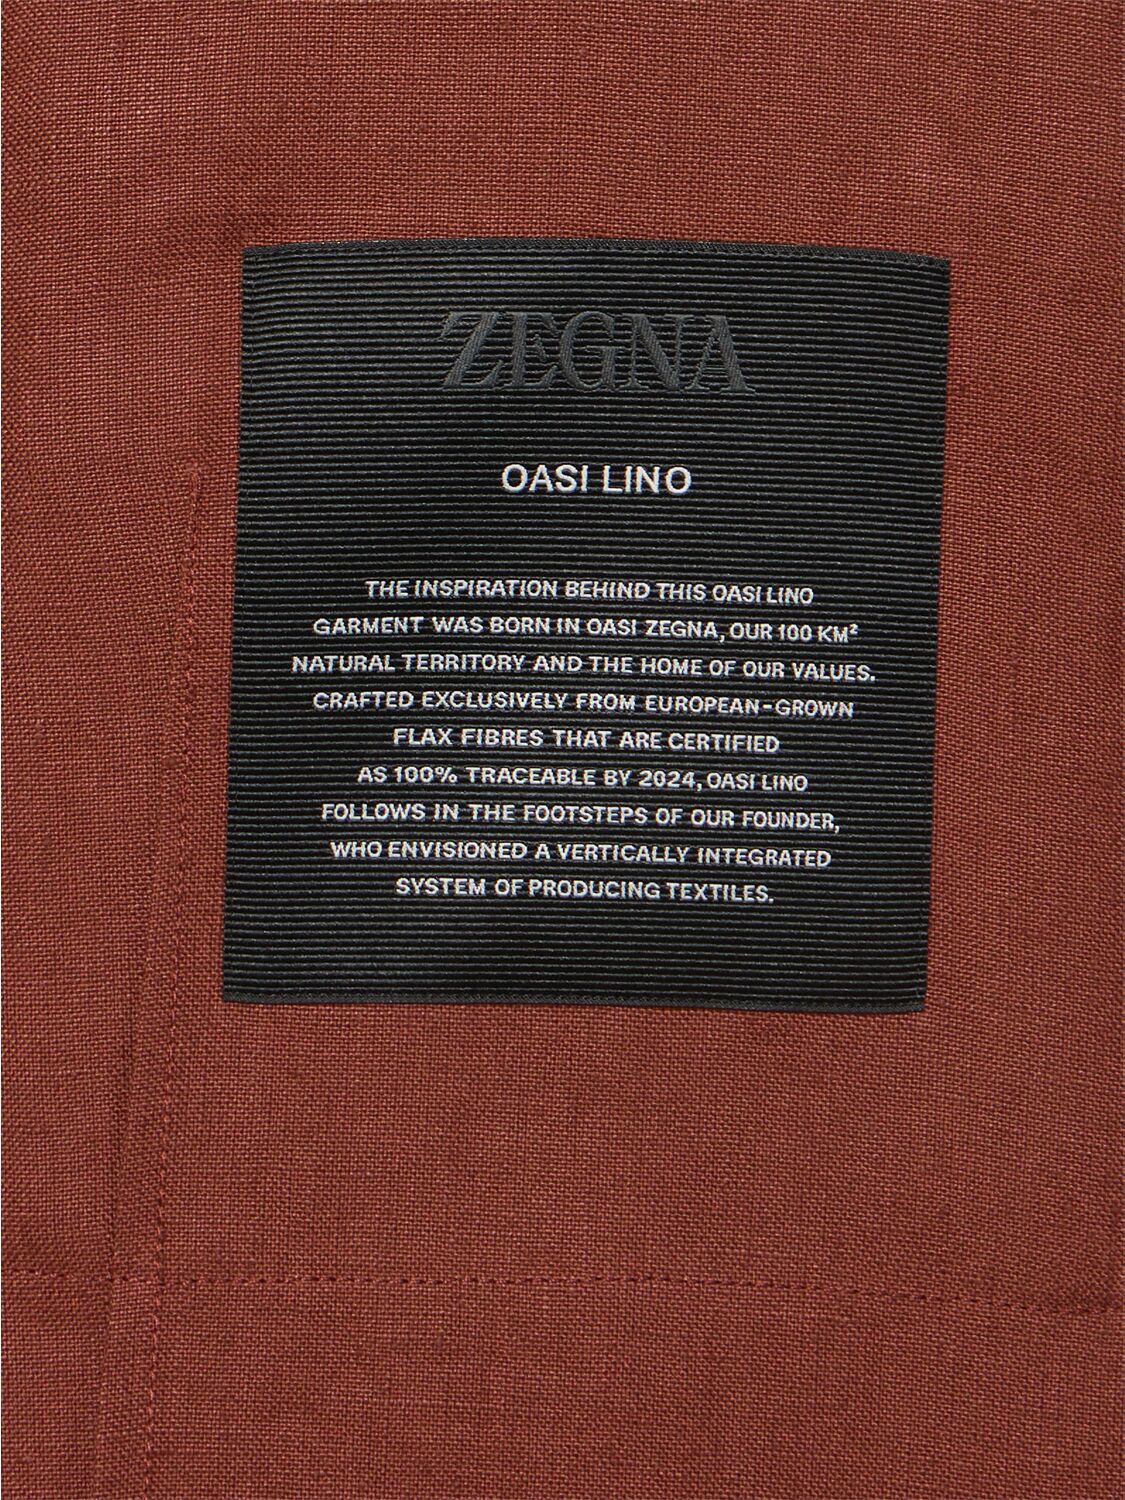 ZEGNA
OASI LINO
THE INSPIRATION BEHIND THIS OASI LINO
GARMENT WAS BORN IN OASI ZEGNA, OUR 100 KM²
NATURAL TERRITORY AND THE HOME OF OUR VALUES.
CRAFTED EXCLUSIVELY FROM EUROPEAN-GROWN
FLAX FIBRES THAT ARE CERTIFIED
AS 100% TRACEABLE BY 2024, OASI LINO
FOLLOWS IN THE FOOTSTEPS OF OUR FOUNDER,
WHO ENVISIONED A VERTICALLY INTEGRATED
SYSTEM OF PRODUCING TEXTILES.